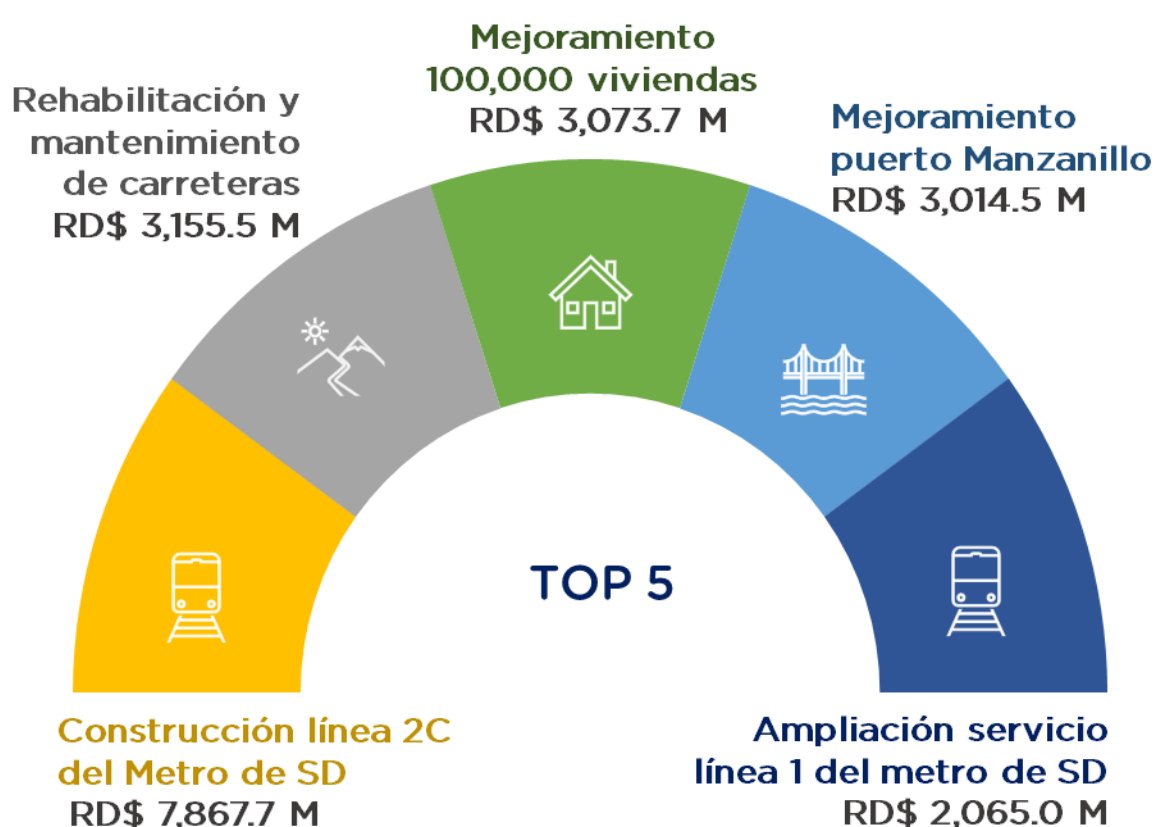 Mejoramiento
100,000 viviendas
RD$ 3,073.7 M
Rehabilitación y
mantenimiento
de carreteras
RD$ 3,155.5 M
Mejoramiento
puerto Manzanillo
RD$ 3,014.5 M
TOP 5
Construcción línea 2C
del Metro de SD
RD$ 7,867.7 M
Ampliación servicio
línea 1 del metro de SD
RD$ 2,065.0 M